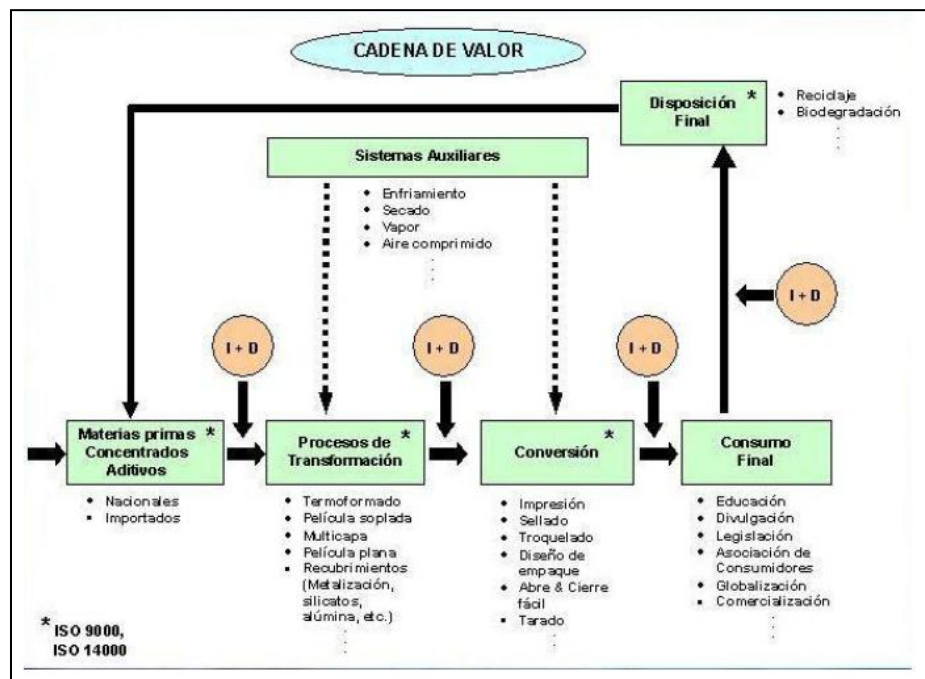 CADENA DE VALOR
Disposición *
Final
• Reciclaje
• Biodegradación
Sistemas Auxiliares
• Enfriamiento
• Secado
• Vapor
• Aire comprimido
I + D
I + D
I + D
I + D
Materias primas *
Concentrados
Aditivos
• Nacionales
• Importados
Procesos de *
Transformación
• Termoformado
• Película soplada
• Multicapa
• Película plana
• Recubrimientos
(Metalización,
silicatos,
alúmina, etc.)
Conversión *
• Impresión
• Sellado
• Troquelado
• Diseño de
empaque
• Abre & Cierre
fácil
• Tarado
Consumo
Final
• Educación
• Divulgación
• Legislación
• Asociación de
Consumidores
• Globalización
• Comercialización
* ISO 9000,
ISO 14000